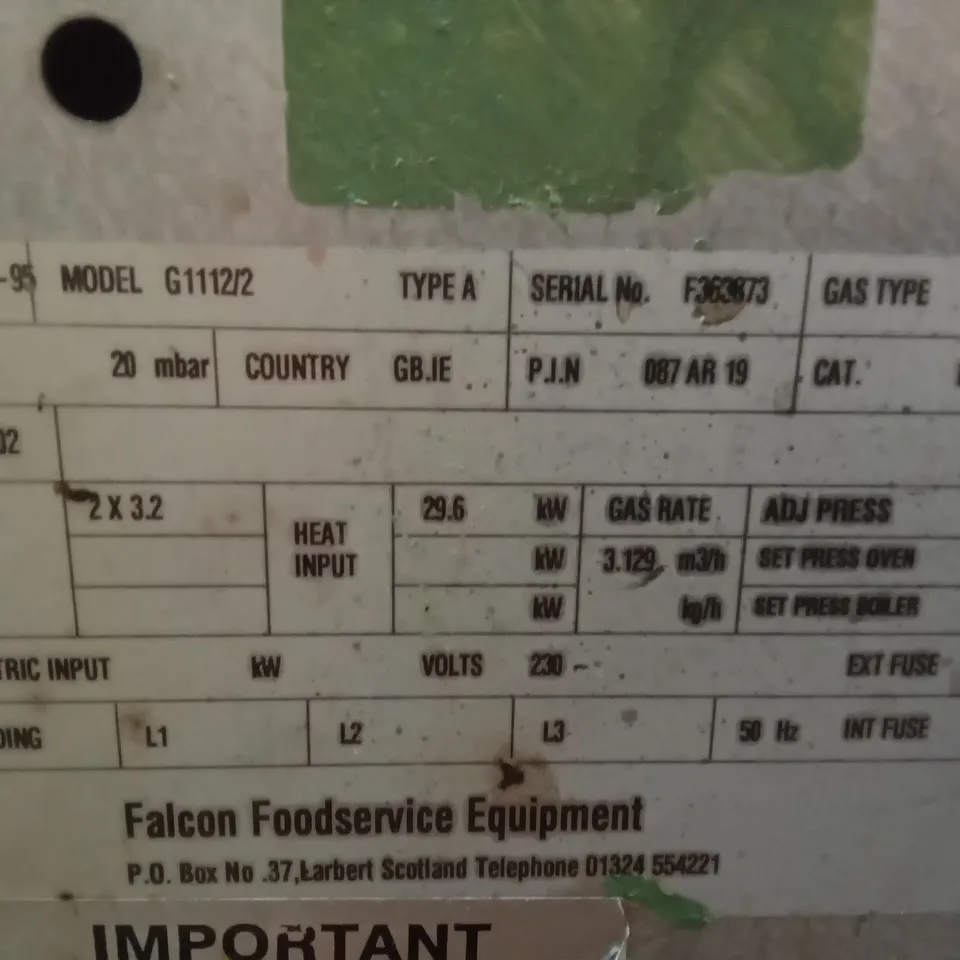 -95 MODEL G1112/2 TYPE A SERIAL No. F363873 GAS TYPE
20 mbar COUNTRY GB.IE P.I.N 087 AR 19 CAT.
02
2 X 3.2 HEAT INPUT 29.6 kW GAS RATE ADJ PRESS
kW 3.129 m3/h SET PRESS OVEN
kW kg/h SET PRESS BOILER
TRIC INPUT kW VOLTS 230 ~ EXT FUSE
DING L1 L2 L3 50 Hz INT FUSE
Falcon Foodservice Equipment
P.O. Box No .37,Larbert Scotland Telephone 01324 554221
IMPORTANT